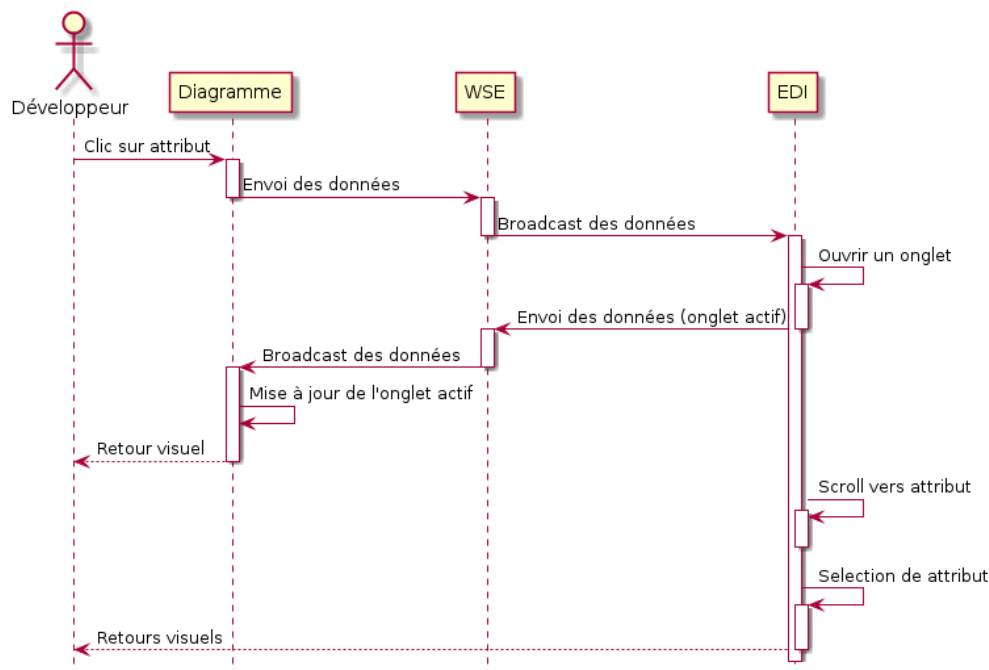 Développeur
Diagramme
WSE
EDI
Clic sur attribut
Envoi des données
Broadcast des données
Ouvrir un onglet
Envoi des données (onglet actif)
Broadcast des données
Mise à jour de l'onglet actif
Retour visuel
Scroll vers attribut
Selection de attribut
Retours visuels